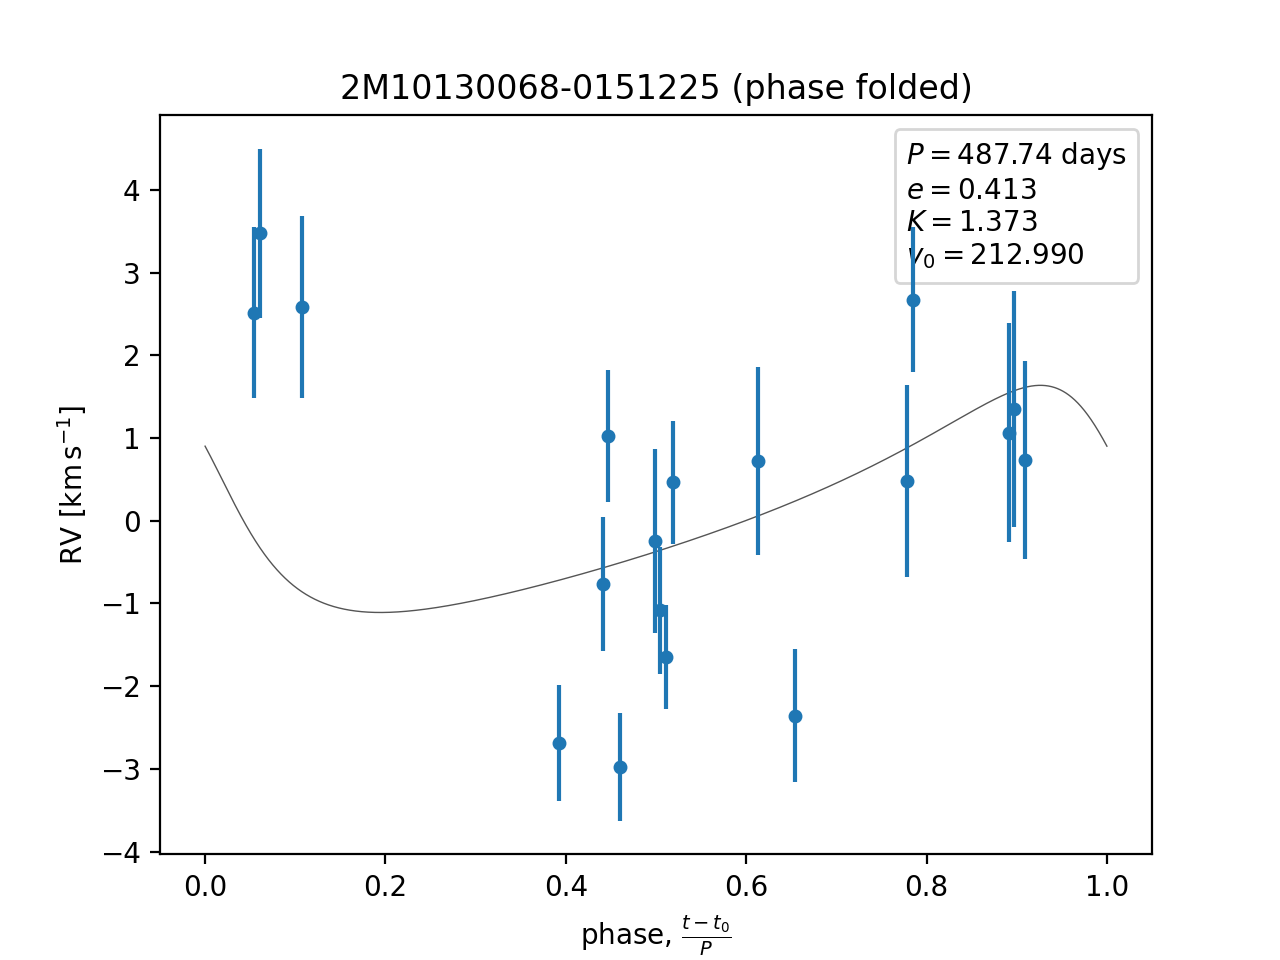 2M10130068-0151225 (phase folded)
P = 487.74 days
e = 0.413
K = 1.373
v₀ = 212.990
RV [km s⁻¹]
4
3
2
1
0
−1
−2
−3
−4
0.0 0.2 0.4 0.6 0.8 1.0
phase, (t − t₀)/P